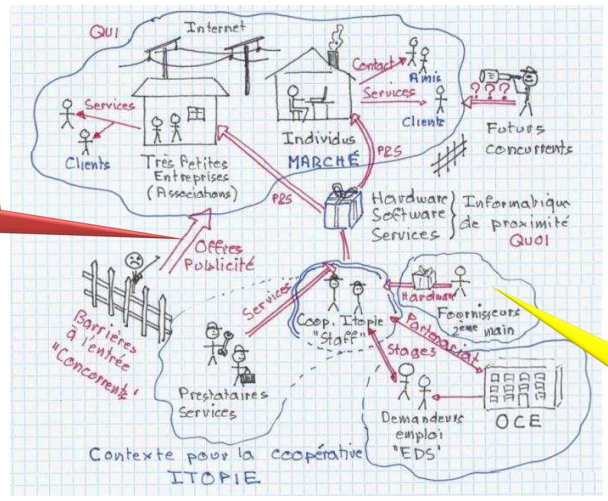 QUI
Internet
Contact
Amis
Services
Services
Clients
? ? ?
Clients
Individus
MARCHÉ
Futurs
Concurrents
Très Petites
Entreprises
(Associations)
P2S
P2S
Hardware
Software
Services
Informatique
de proximité
QUOI
Offres
Publicité
Barrières
à l'entrée
"Concurrents"
Services
Hardware
Fournisseurs
2ème main
Coop. Itopie
"Staff"
Partenariat
Stages
Prestataires
Services
Demandeurs
emploi
"EDS"
OCE
Contexte pour la coopérative
ITOPIE